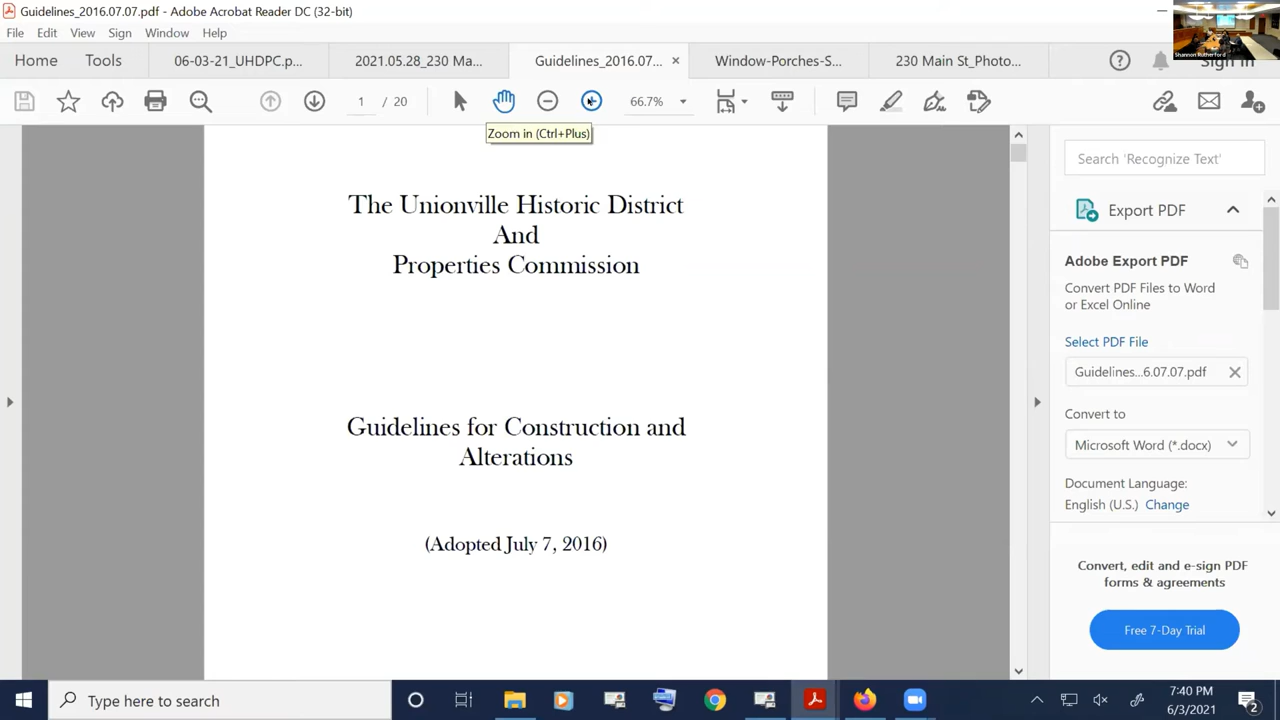 Guidelines_2016.07.07.pdf - Adobe Acrobat Reader DC (32-bit)
File Edit View Sign Window Help
Shannon Rutherford
Home Tools 06-03-21_UHDPC.p... 2021.05.28_230 Ma... Guidelines_2016.07... × Window-Porches-S... 230 Main St_Photo... Sign In
1 / 20 66.7%
Zoom in (Ctrl+Plus)
The Unionville Historic District
And
Properties Commission
Guidelines for Construction and
Alterations
(Adopted July 7, 2016)
Search 'Recognize Text'
Export PDF
Adobe Export PDF
Convert PDF Files to Word
or Excel Online
Select PDF File
Guidelines...6.07.07.pdf
Convert to
Microsoft Word (*.docx)
Document Language:
English (U.S.) Change
Convert, edit and e-sign PDF
forms & agreements
Free 7-Day Trial
Type here to search
7:40 PM
6/3/2021
2